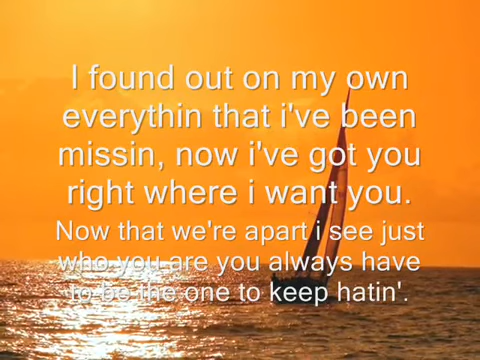 I found out on my own
everythin that i've been
missin, now i've got you
right where i want you.
Now that we're apart i see just
who you are you always have
to be the one to keep hatin'.